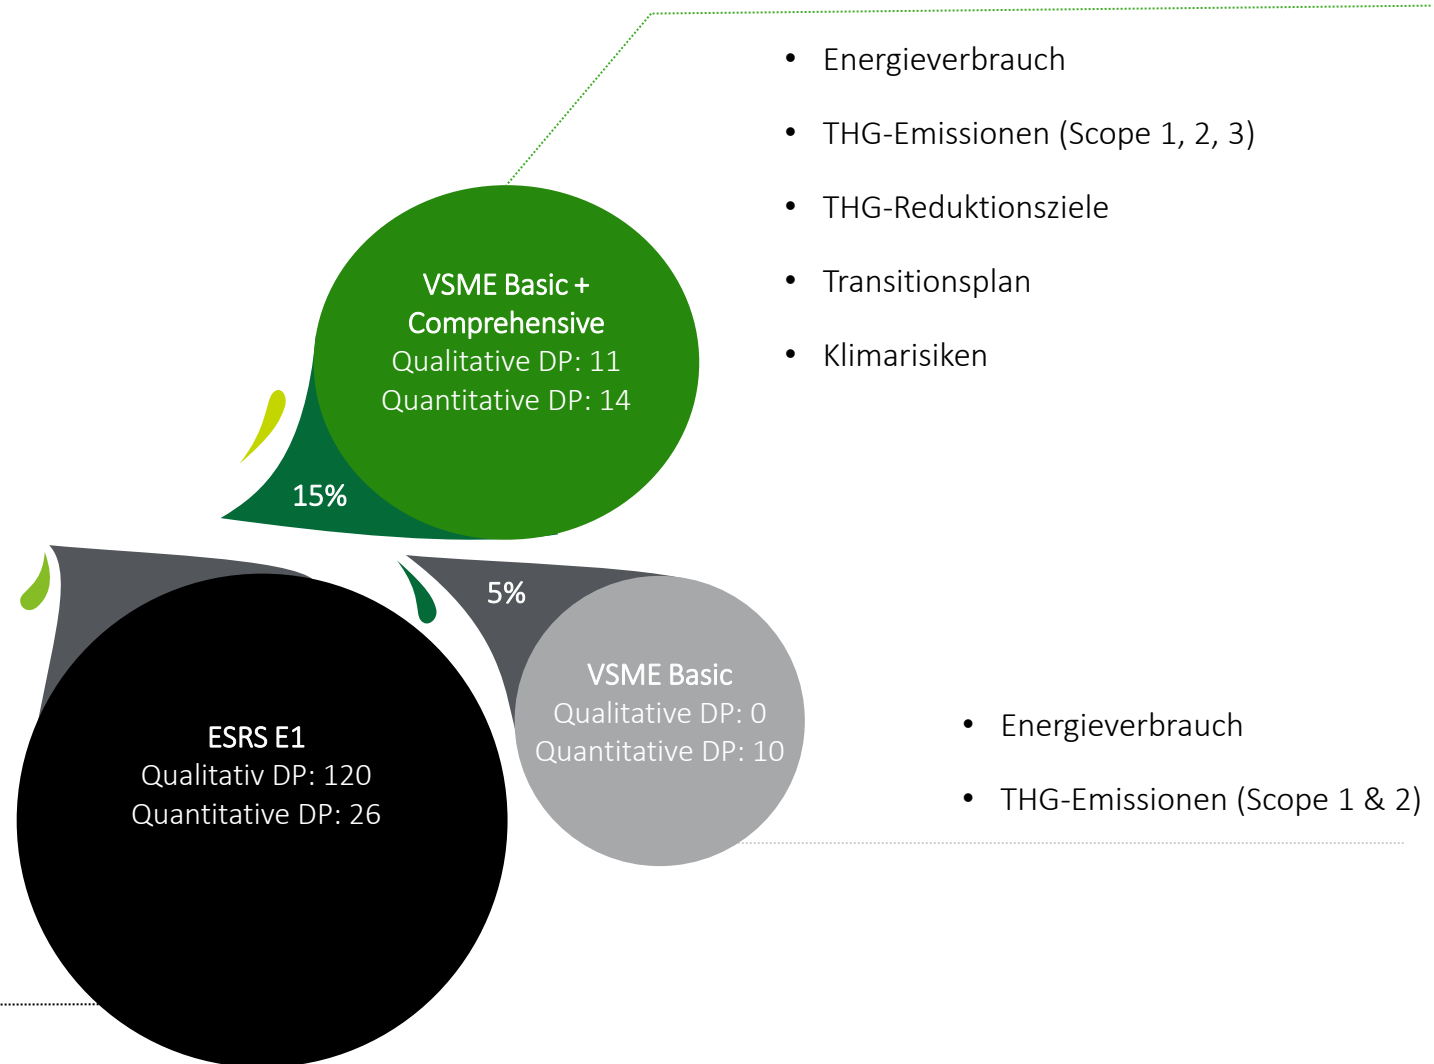 • Energieverbrauch
• THG-Emissionen (Scope 1, 2, 3)
• THG-Reduktionsziele
• Transitionsplan
• Klimarisiken
VSME Basic +
Comprehensive
Qualitative DP: 11
Quantitative DP: 14
15%
5%
VSME Basic
Qualitative DP: 0
Quantitative DP: 10
• Energieverbrauch
• THG-Emissionen (Scope 1 & 2)
ESRS E1
Qualitativ DP: 120
Quantitative DP: 26